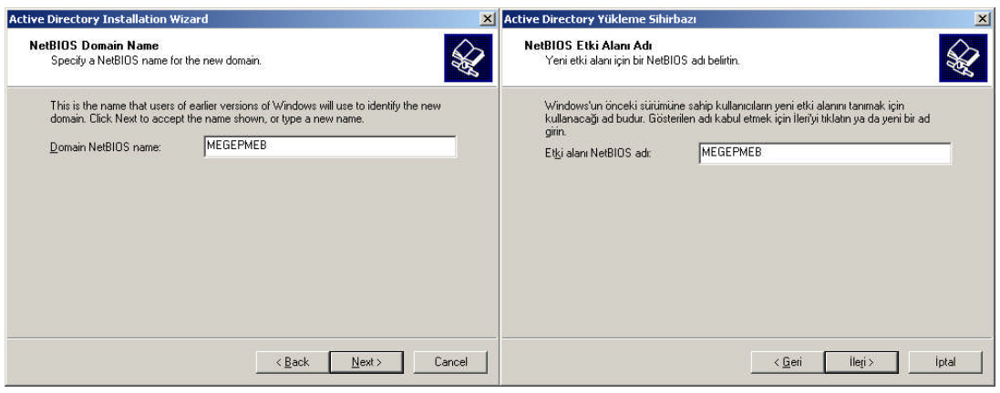 Active Directory Installation Wizard
NetBIOS Domain Name
Specify a NetBIOS name for the new domain.
This is the name that users of earlier versions of Windows will use to identify the new
domain. Click Next to accept the name shown, or type a new name.
Domain NetBIOS name:
MEGEPMEB
< Back
Next >
Cancel
Active Directory Yükleme Sihirbazı
NetBIOS Etki Alanı Adı
Yeni etki alanı için bir NetBIOS adı belirtin.
Windows'un önceki sürümüne sahip kullanıcıların yeni etki alanını tanımak için
kullanacağı ad budur. Gösterilen adı kabul etmek için İleri'yi tıklatın ya da yeni bir ad
girin.
Etki alanı NetBIOS adı:
MEGEPMEB
< Geri
İleri >
İptal